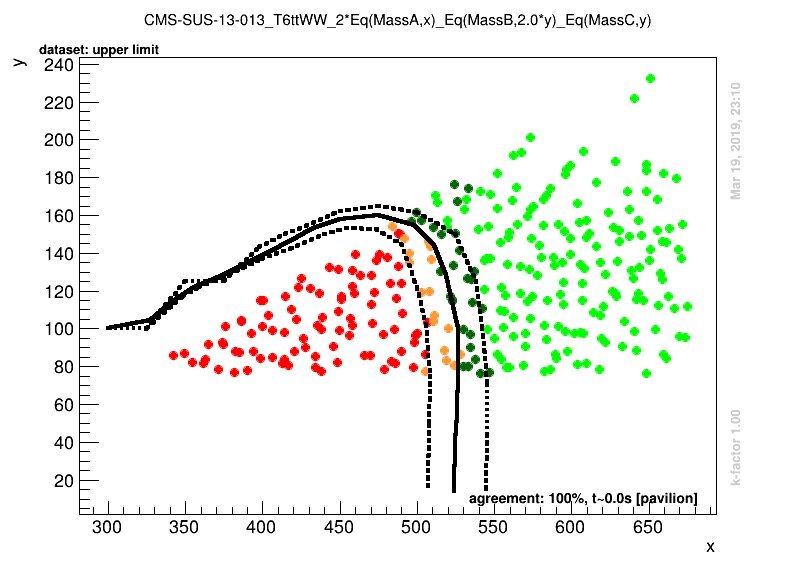 CMS-SUS-13-013_T6ttWW_2*Eq(MassA,x)_Eq(MassB,2.0*y)_Eq(MassC,y)
dataset: upper limit
y
240
220
200
180
160
140
120
100
80
60
40
20
Mar 19, 2019, 23:10
k-factor 1.00
agreement: 100%, t~0.0s [pavilion]
300 350 400 450 500 550 600 650
x